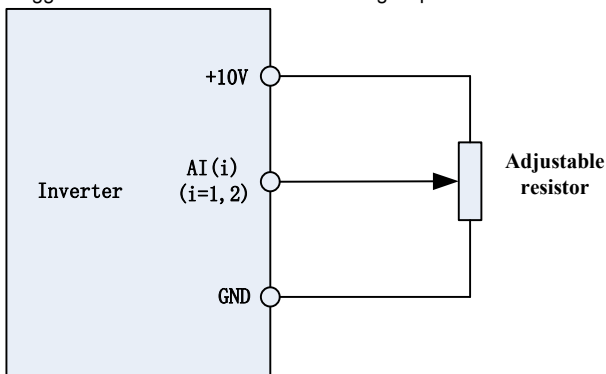 +10V
AI(i)
(i=1,2)
Inverter
GND
Adjustable
resistor